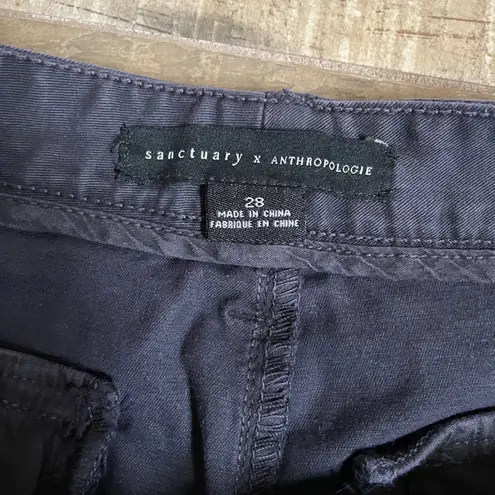 sanctuary x ANTHROPOLOGIE
28
MADE IN CHINA
FABRIQUE EN CHINE